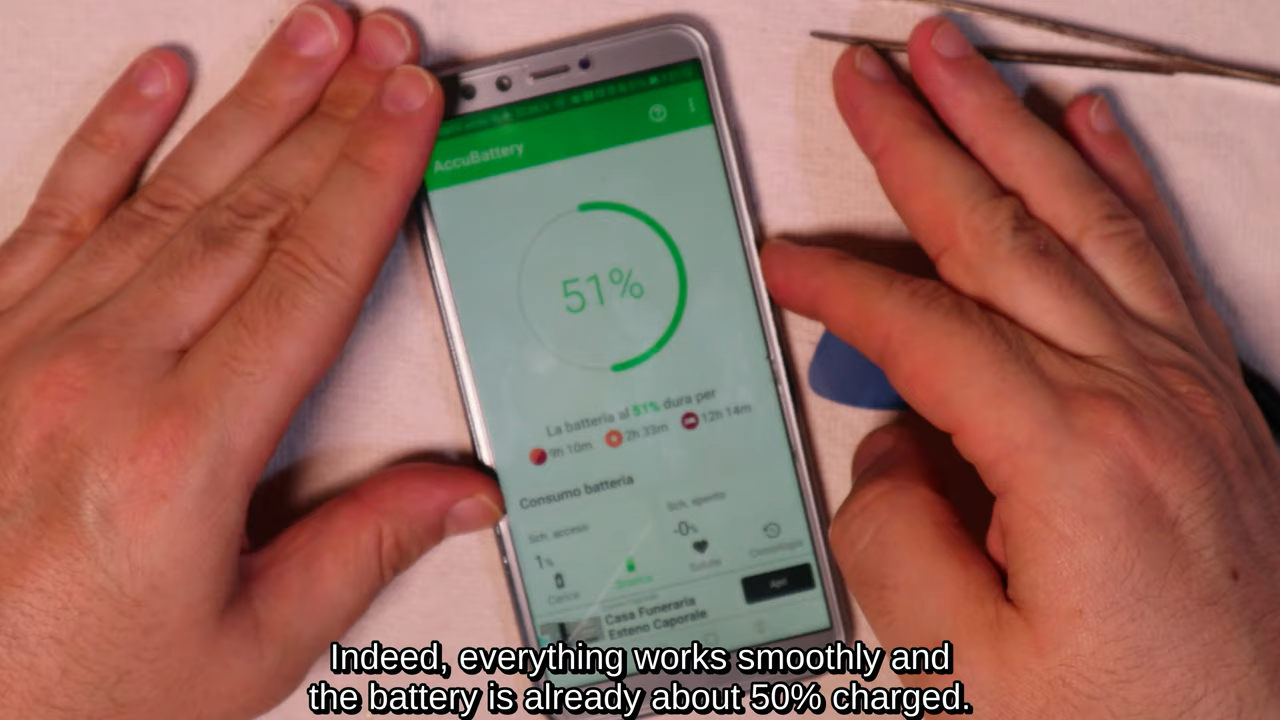 AccuBattery
51%
La batteria al 51% dura per
9h 10m 2h 33m 12h 14m
Consumo batteria
Sch. acceso Sch. spento
1% -0%
Carica Scarica Salute Cronologia
Casa Funeraria
Esteno Caporale
Apri
Indeed, everything works smoothly and
the battery is already about 50% charged.